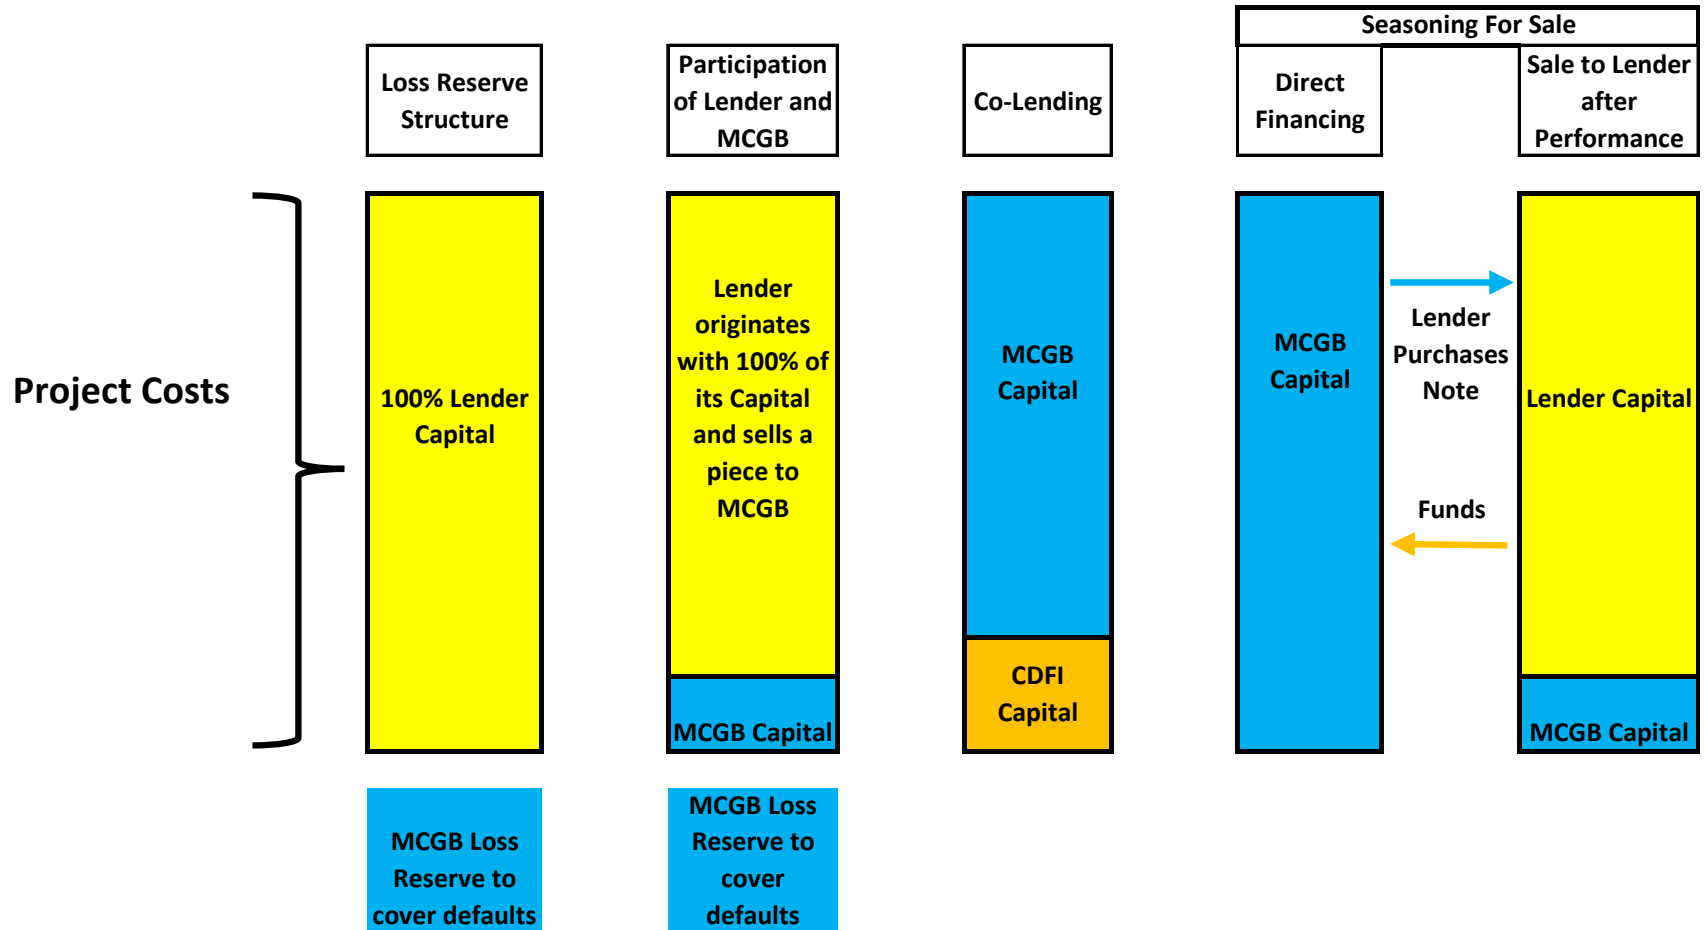 Seasoning For Sale
Loss Reserve
Structure
Participation
of Lender and
MCGB
Co-Lending
Direct
Financing
Sale to Lender
after
Performance
Project Costs
100% Lender
Capital
Lender
originates
with 100% of
its Capital
and sells a
piece to
MCGB
MCGB Capital
MCGB
Capital
CDFI
Capital
MCGB
Capital
Lender
Purchases
Note
Funds
Lender Capital
MCGB Capital
MCGB Loss
Reserve to
cover defaults
MCGB Loss
Reserve to
cover
defaults